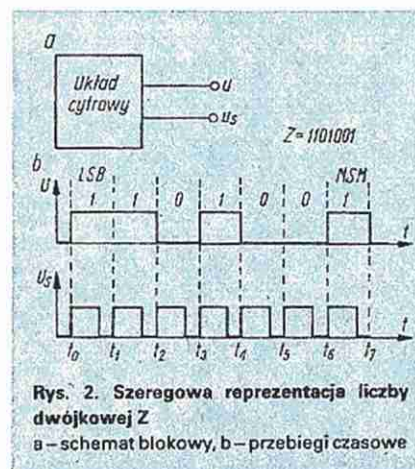 a
Układ
cyfrowy
u
us
Z=1101001
b
U
LSB
MSM
1 1 0 1 0 0 1
t
Us
t
t0 t1 t2 t3 t4 t5 t6 t7
Rys. 2. Szeregowa reprezentacja liczby
dwójkowej Z
a – schemat blokowy, b – przebiegi czasowe